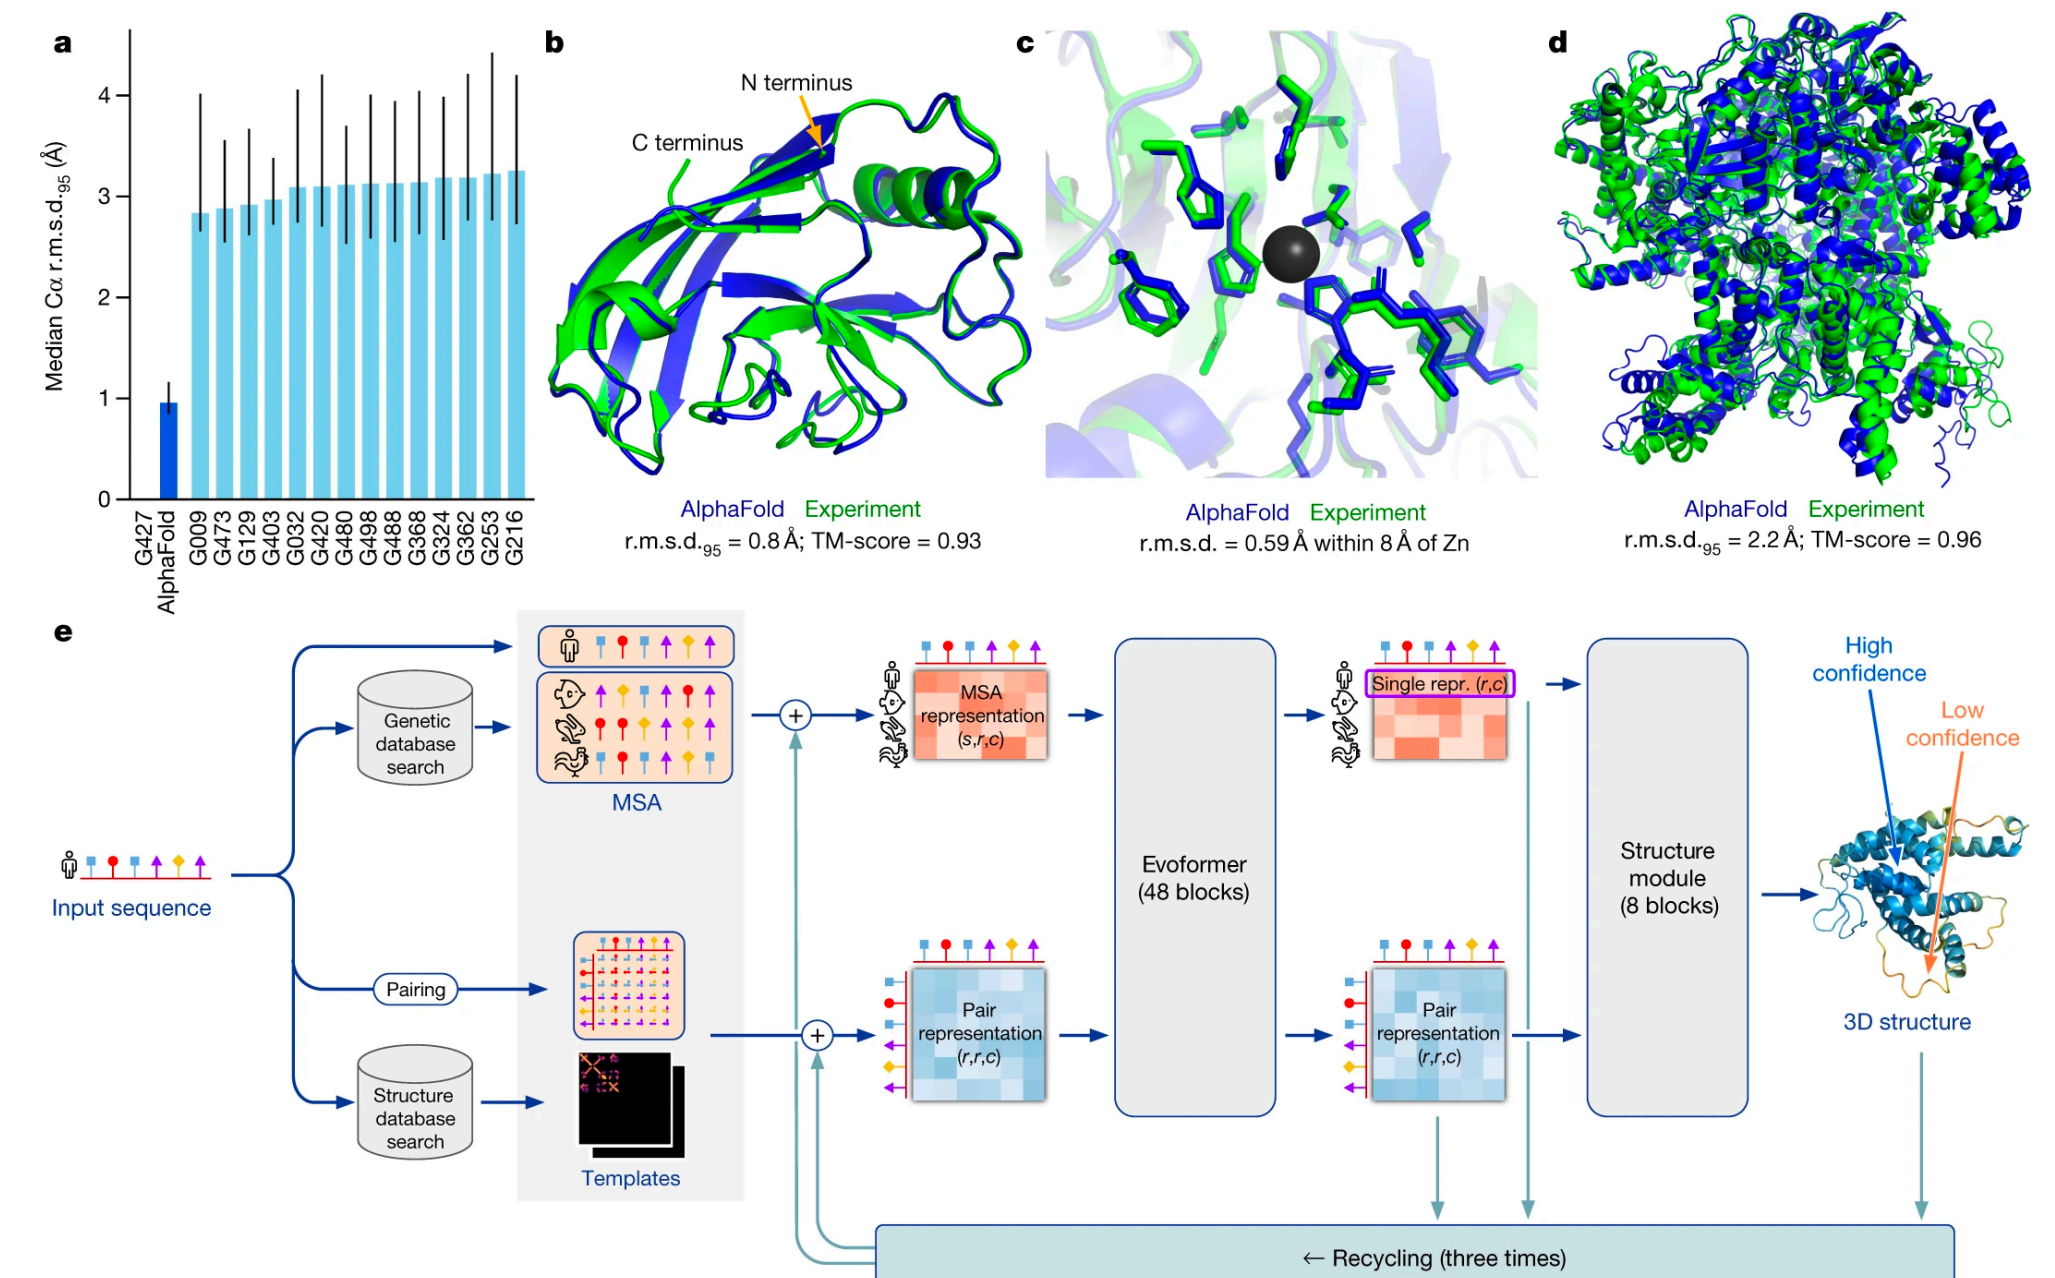 a
Median Cα r.m.s.d.95 (Å)
4
3
2
1
0
G427
AlphaFold
G009
G473
G129
G403
G032
G420
G480
G498
G488
G368
G324
G362
G253
G216
b
N terminus
C terminus
AlphaFold Experiment
r.m.s.d.95 = 0.8 Å; TM-score = 0.93
c
AlphaFold Experiment
r.m.s.d. = 0.59 Å within 8 Å of Zn
d
AlphaFold Experiment
r.m.s.d.95 = 2.2 Å; TM-score = 0.96
e
Input sequence
Genetic
database
search
MSA
Pairing
Structure
database
search
Templates
+
+
MSA
representation
(s,r,c)
Pair
representation
(r,r,c)
Evoformer
(48 blocks)
Single repr. (r,c)
Pair
representation
(r,r,c)
Structure
module
(8 blocks)
High
confidence
Low
confidence
3D structure
← Recycling (three times)